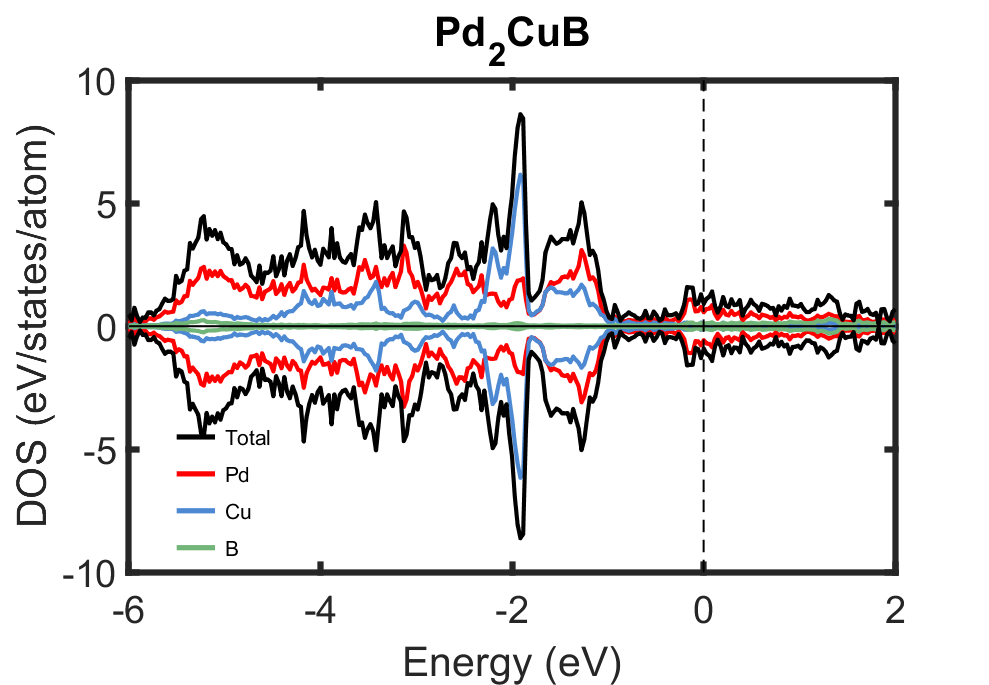 Pd2CuB
DOS (eV/states/atom)
10
5
0
-5
-10
Total
Pd
Cu
B
-6 -4 -2 0 2
Energy (eV)